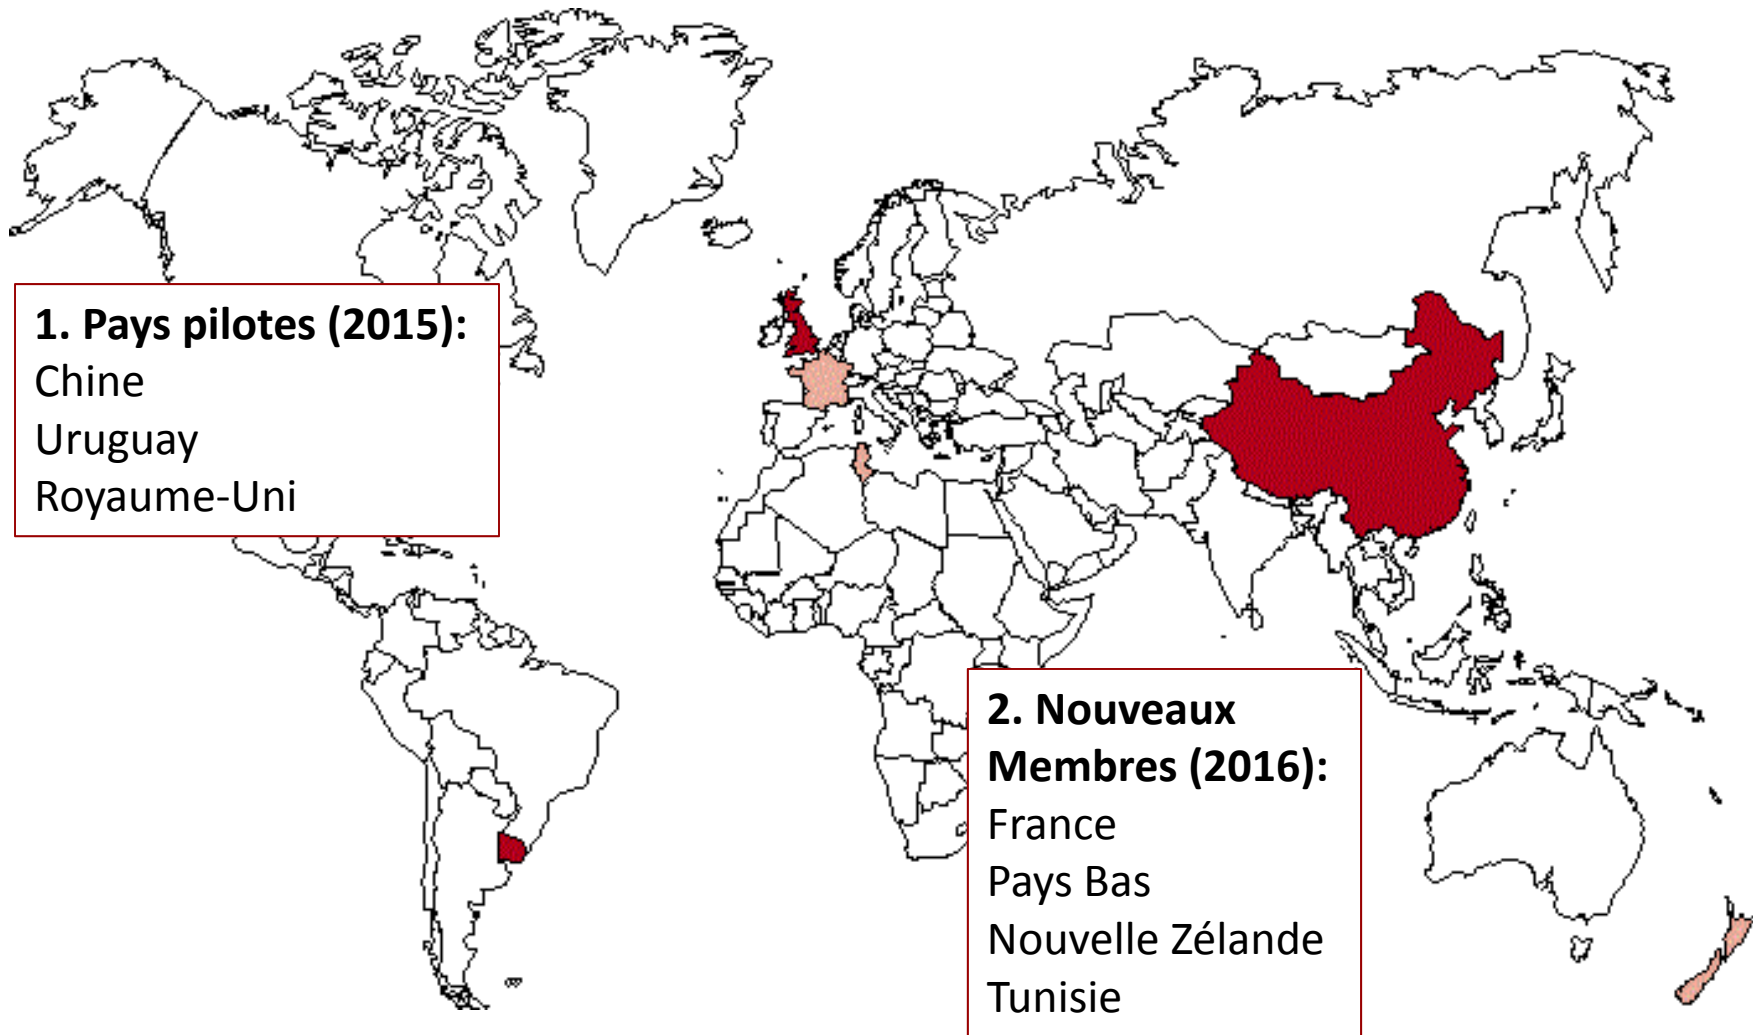 1. Pays pilotes (2015):
Chine
Uruguay
Royaume-Uni
2. Nouveaux
Membres (2016):
France
Pays Bas
Nouvelle Zélande
Tunisie